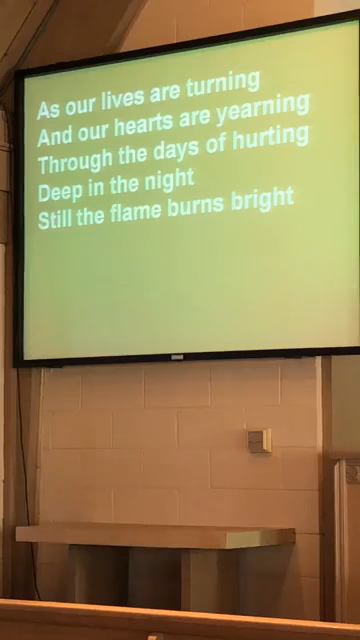 As our lives are turning
And our hearts are yearning
Through the days of hurting
Deep in the night
Still the flame burns bright